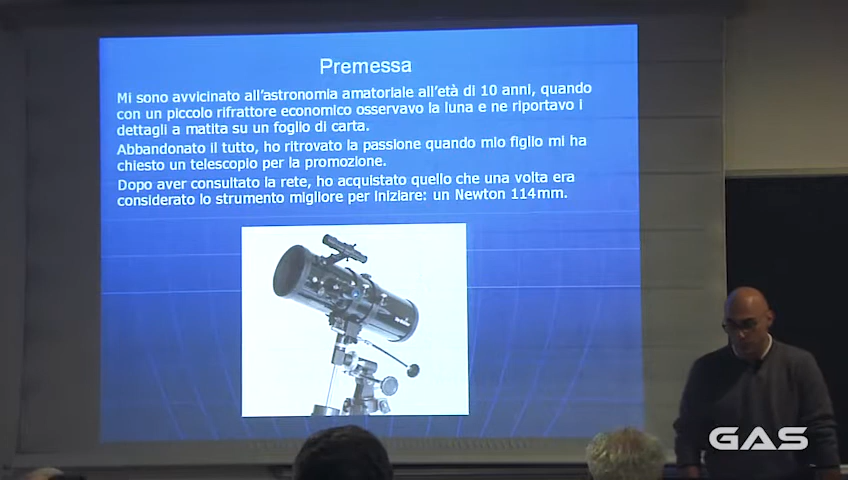 Premessa
Mi sono avvicinato all'astronomia amatoriale all'età di 10 anni, quando
con un piccolo rifrattore economico osservavo la luna e ne riportavo i
dettagli a matita su un foglio di carta.
Abbandonato il tutto, ho ritrovato la passione quando mio figlio mi ha
chiesto un telescopio per la promozione.
Dopo aver consultato la rete, ho acquistato quello che una volta era
considerato lo strumento migliore per iniziare: un Newton 114mm.
GAS